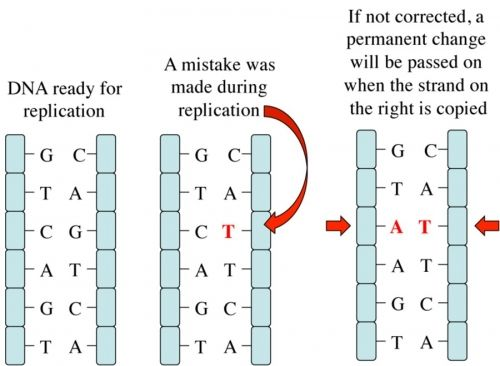 DNA ready for
replication
G C
T A
C G
A T
G C
T A
A mistake was
made during
replication
G C
T A
C T
A T
G C
T A
If not corrected, a
permanent change
will be passed on
when the strand on
the right is copied
G C
T A
A T
A T
G C
T A